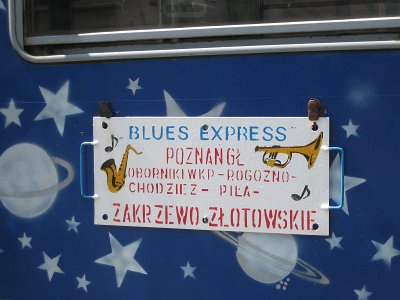 BLUES EXPRESS
POZNAŃ GŁ
OBORNIKI WKP - ROGOŹNO -
CHODZIEŻ - PIŁA -
ZAKRZEWO ZŁOTOWSKIE